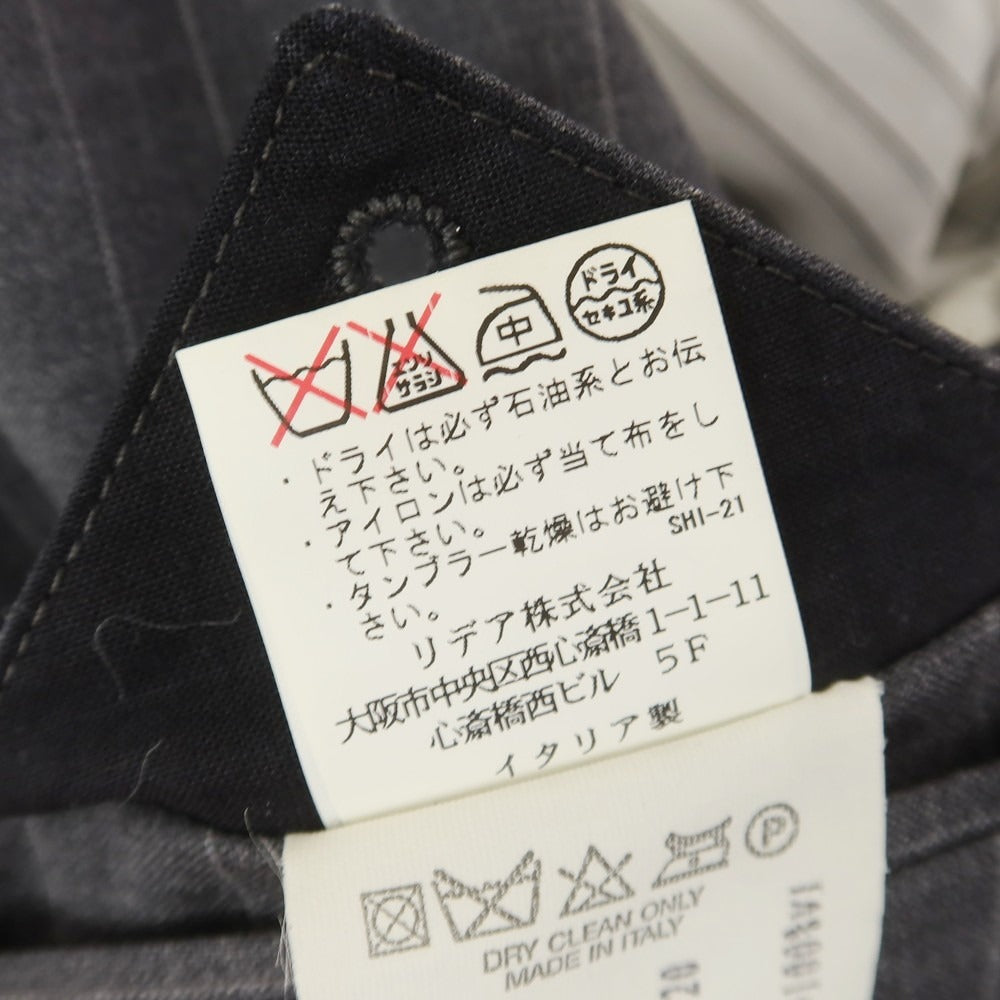 エンソ
サラシ
中
ドライ
セキユ系
・ドライは必ず石油系とお伝
え下さい。
・アイロンは必ず当て布をし
て下さい。
・タンブラー乾燥はお避け下
さい。
SHI-21
リデア株式会社
大阪市中央区西心斎橋1-1-11
心斎橋西ビル 5F
イタリア製
P
DRY CLEAN ONLY
MADE IN ITALY
20